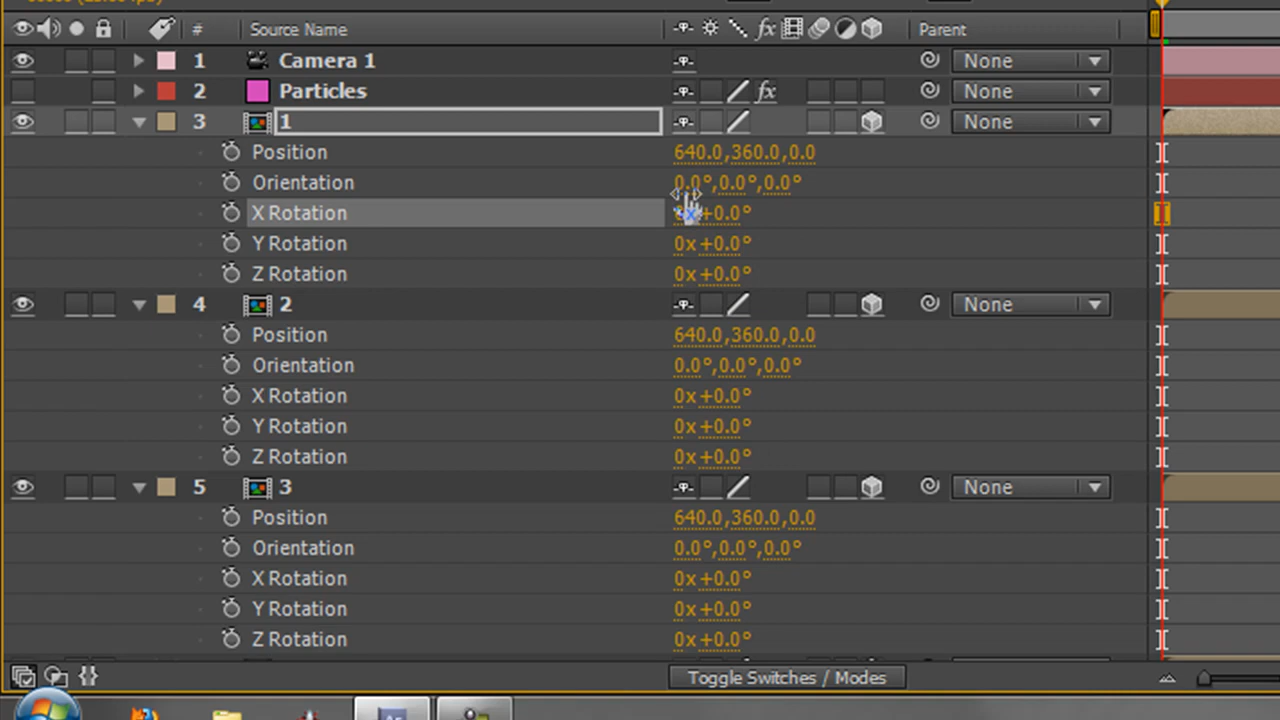 # Source Name fx Parent
1 Camera 1 None
2 Particles fx None
3 1 None
Position 640.0,360.0,0.0
Orientation 0.0°,0.0°,0.0°
X Rotation x+0.0°
Y Rotation 0x+0.0°
Z Rotation 0x+0.0°
4 2 None
Position 640.0,360.0,0.0
Orientation 0.0°,0.0°,0.0°
X Rotation 0x+0.0°
Y Rotation 0x+0.0°
Z Rotation 0x+0.0°
5 3 None
Position 640.0,360.0,0.0
Orientation 0.0°,0.0°,0.0°
X Rotation 0x+0.0°
Y Rotation 0x+0.0°
Z Rotation 0x+0.0°
Toggle Switches / Modes